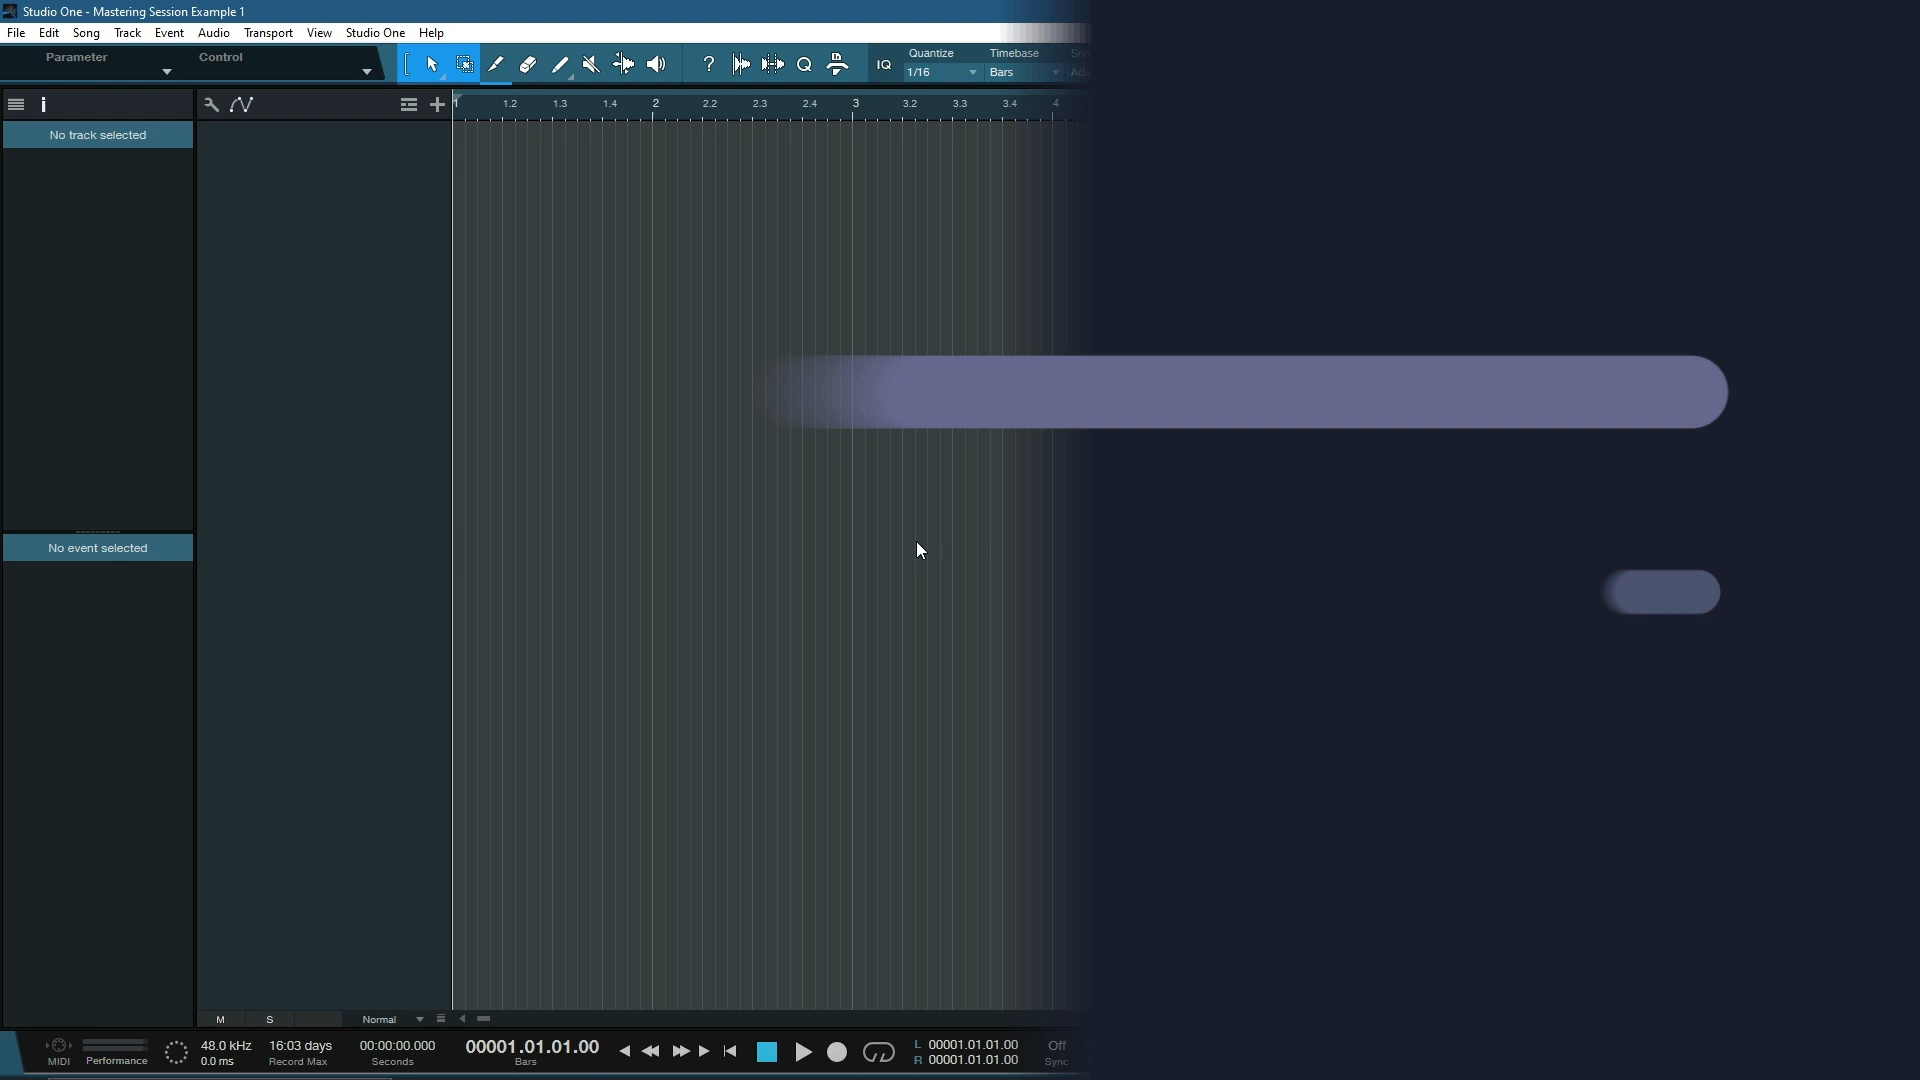 Studio One - Mastering Session Example 1
File Edit Song Track Event Audio Transport View Studio One Help
Parameter Control
Quantize Timebase
IQ 1/16 Bars
1 1.2 1.3 1.4 2 2.2 2.3 2.4 3 3.2 3.3 3.4 4
No track selected
No event selected
M S Normal
48.0 kHz 16:03 days 00:00:00.000 00001.01.01.00 L 00001.01.01.00 Off
MIDI Performance 0.0 ms Record Max Seconds Bars R 00001.01.01.00 Sync